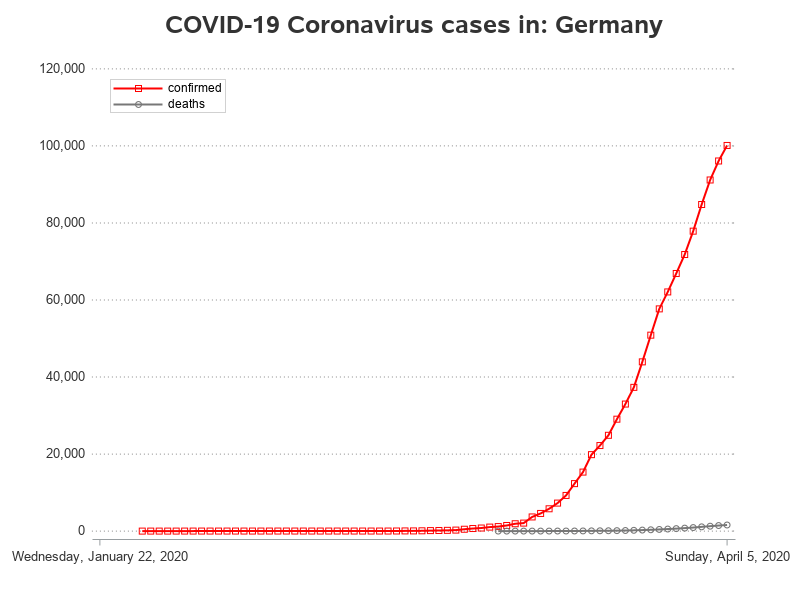 COVID-19 Coronavirus cases in: Germany
120,000
confirmed
deaths
100,000
80,000
60,000
40,000
20,000
0
Wednesday, January 22, 2020
Sunday, April 5, 2020